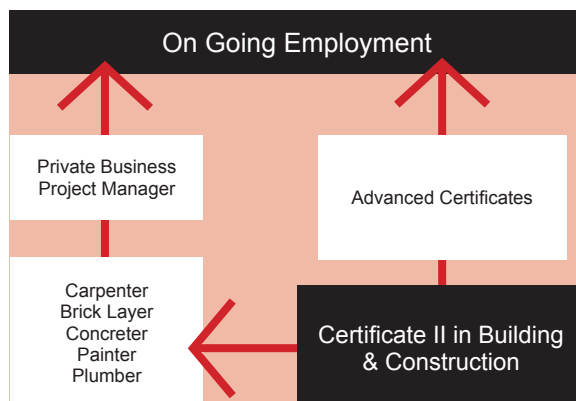 On Going Employment
Private Business
Project Manager
Advanced Certificates
Carpenter
Brick Layer
Concreter
Painter
Plumber
Certificate II in Building
& Construction